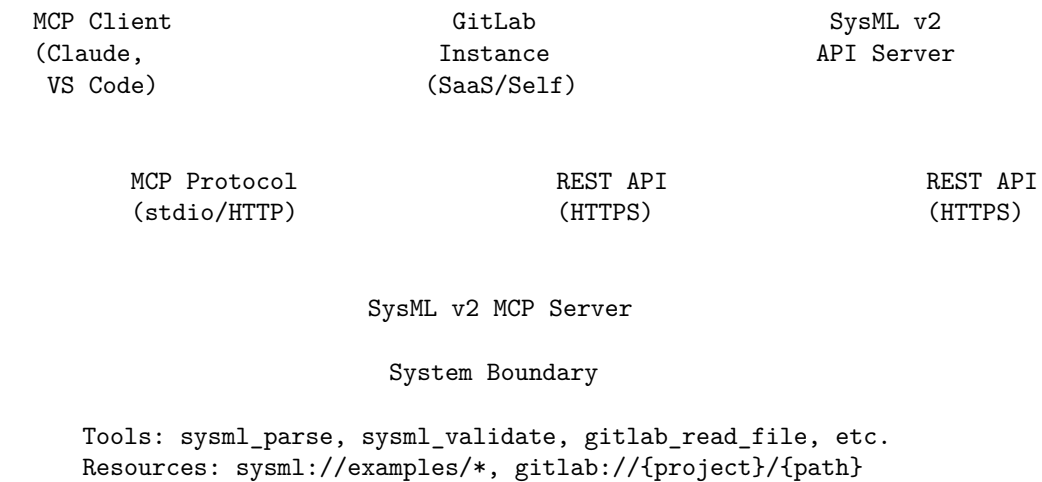 MCP Client GitLab SysML v2
(Claude, Instance API Server
VS Code) (SaaS/Self)
MCP Protocol REST API REST API
(stdio/HTTP) (HTTPS) (HTTPS)
SysML v2 MCP Server
System Boundary
Tools: sysml_parse, sysml_validate, gitlab_read_file, etc.
Resources: sysml://examples/*, gitlab://{project}/{path}